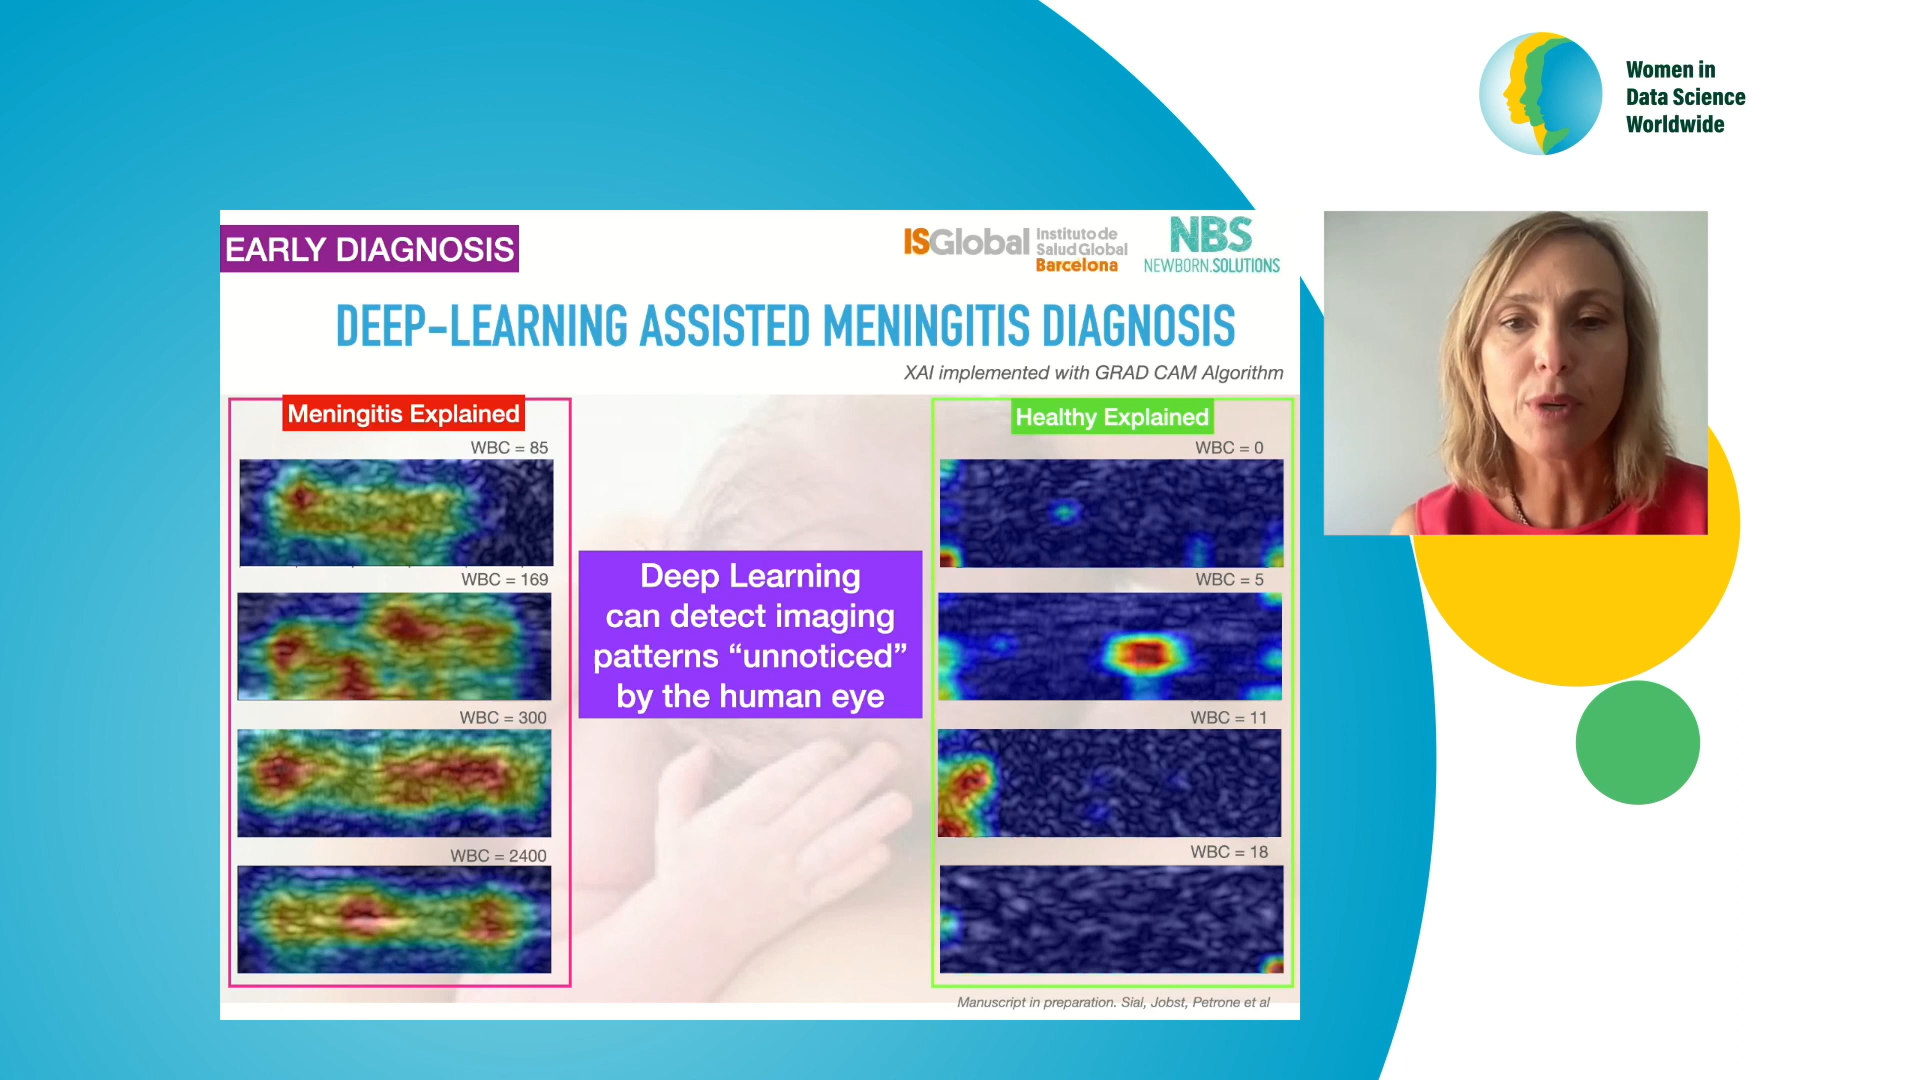 Women in
Data Science
Worldwide
EARLY DIAGNOSIS
ISGlobal Instituto de
Salud Global
Barcelona
NBS
NEWBORN.SOLUTIONS
DEEP-LEARNING ASSISTED MENINGITIS DIAGNOSIS
XAI implemented with GRAD CAM Algorithm
Meningitis Explained
WBC = 85
WBC = 169
WBC = 300
WBC = 2400
Deep Learning
can detect imaging
patterns “unnoticed”
by the human eye
Healthy Explained
WBC = 0
WBC = 5
WBC = 11
WBC = 18
Manuscript in preparation. Sial, Jobst, Petrone et al